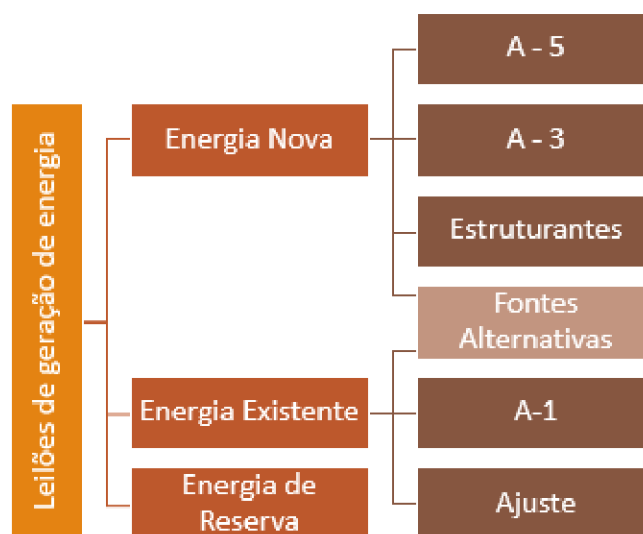 Leilões de geração de energia
Energia Nova
A - 5
A - 3
Estruturantes
Fontes
Alternativas
Energia Existente
A-1
Ajuste
Energia de
Reserva